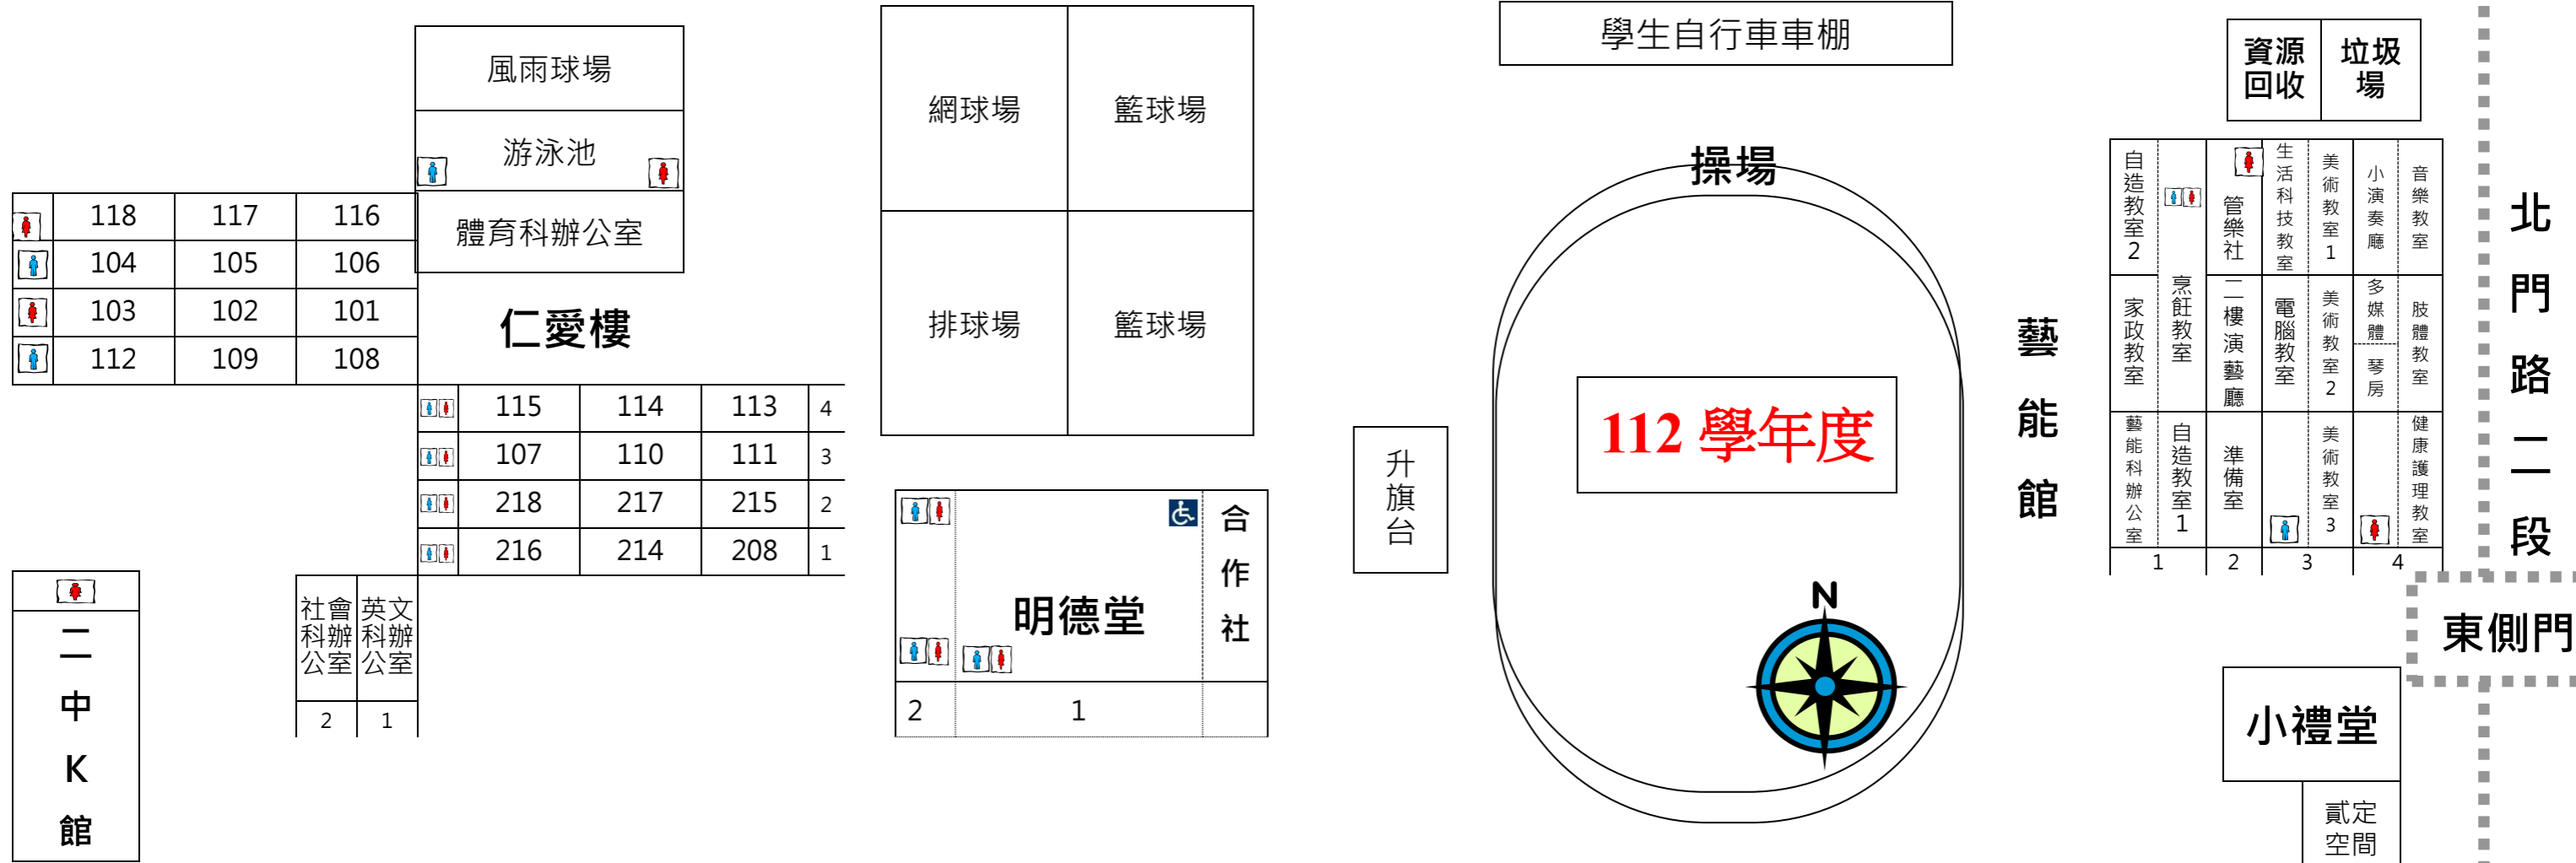 風雨球場
游泳池
體育科辦公室
118 117 116
104 105 106
103 102 101
112 109 108
仁愛樓
115 114 113 4
107 110 111 3
218 217 215 2
216 214 208 1
社會科辦公室
英文科辦公室
2 1
二中K館
網球場
籃球場
排球場
籃球場
明德堂
合作社
2 1
學生自行車車棚
操場
112 學年度
升旗台
N
藝能館
資源回收
垃圾場
自造教室2
管樂社
生活科技教室
美術教室1
小演奏廳
音樂教室
家政教室
烹飪教室
二樓演藝廳
電腦教室
美術教室2
多媒體
琴房
肢體教室
藝能科辦公室
自造教室1
準備室
美術教室3
健康護理教室
1 2 3 4
北門路二段
東側門
小禮堂
貳定
空間